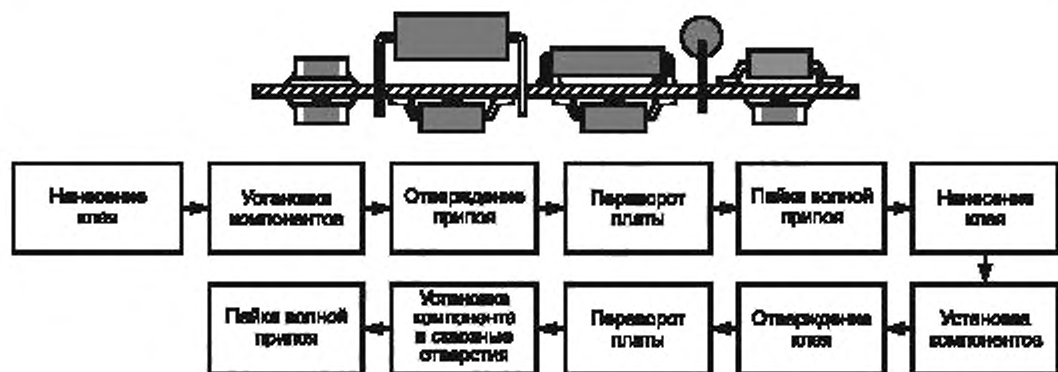 Нанесение
клея
Установка
компонентов
Отверждение
припоя
Переворот
платы
Пайка волной
припоя
Нанесение
клея
Установка
компонентов
Отверждение
клея
Переворот
платы
Установка
компонента
в сквозные
отверстия
Пайка волной
припоя